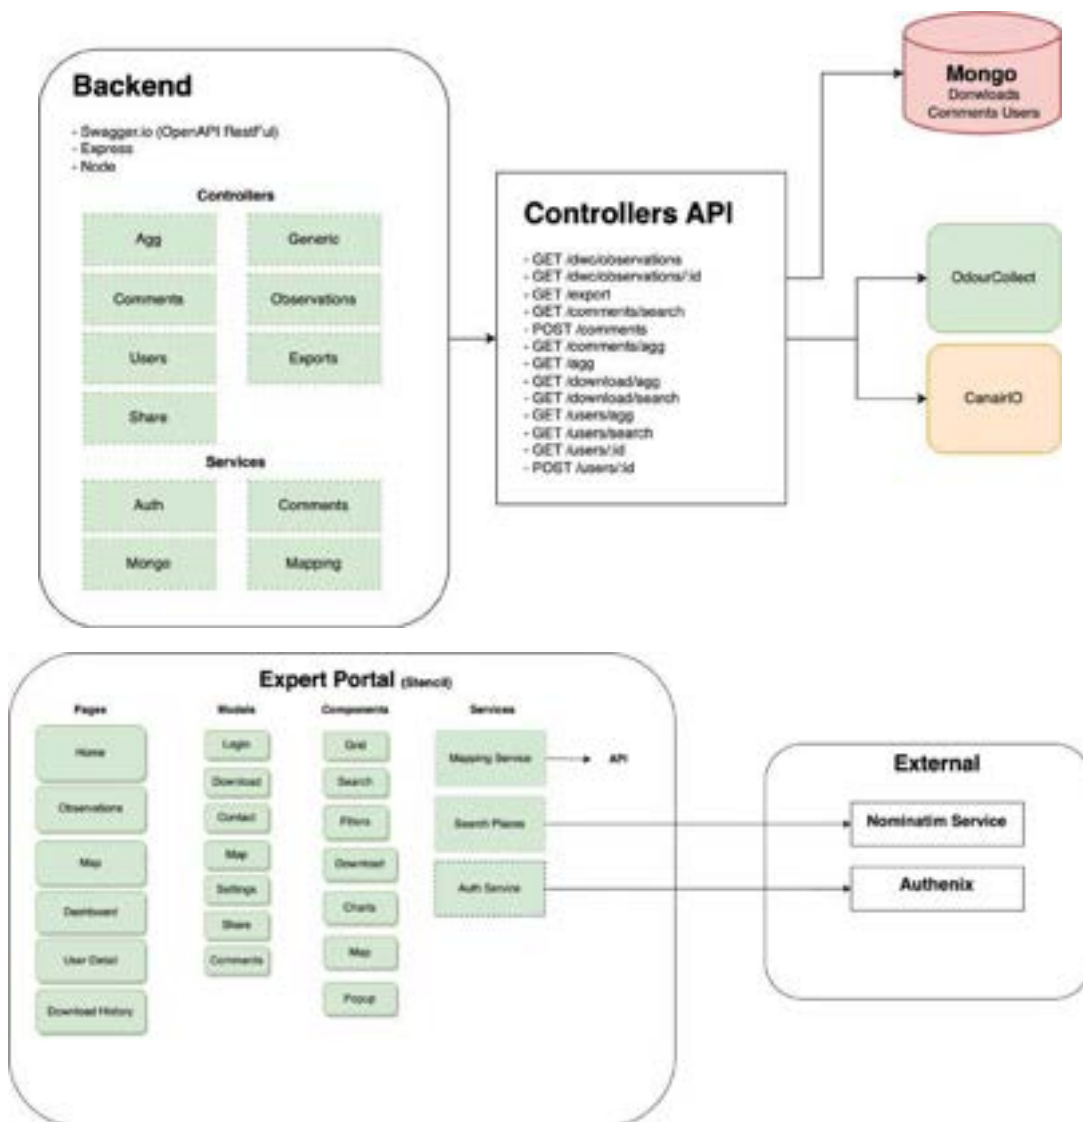 Backend
- Swagger.io (OpenAPI RestFul)
- Express
- Node
Controllers
Agg
Generic
Comments
Observations
Users
Exports
Share
Services
Auth
Comments
Mongo
Mapping
Controllers API
- GET /dwc/observations
- GET /dwc/observations/:id
- GET /export
- GET /comments/search
- POST /comments
- GET /comments/agg
- GET /agg
- GET /download/agg
- GET /download/search
- GET /users/agg
- GET /users/search
- GET /users/:id
- POST /users/:id
Mongo
Donwloads
Comments Users
OdourCollect
CanairIO
Expert Portal (Stencil)
Pages
Models
Components
Services
Home
Observations
Map
Dashboard
User Detail
Download History
Login
Download
Contact
Map
Settings
Share
Comments
Grid
Search
Filters
Download
Charts
Map
Popup
Mapping Service
API
Search Places
Auth Service
External
Nominatim Service
Authenix